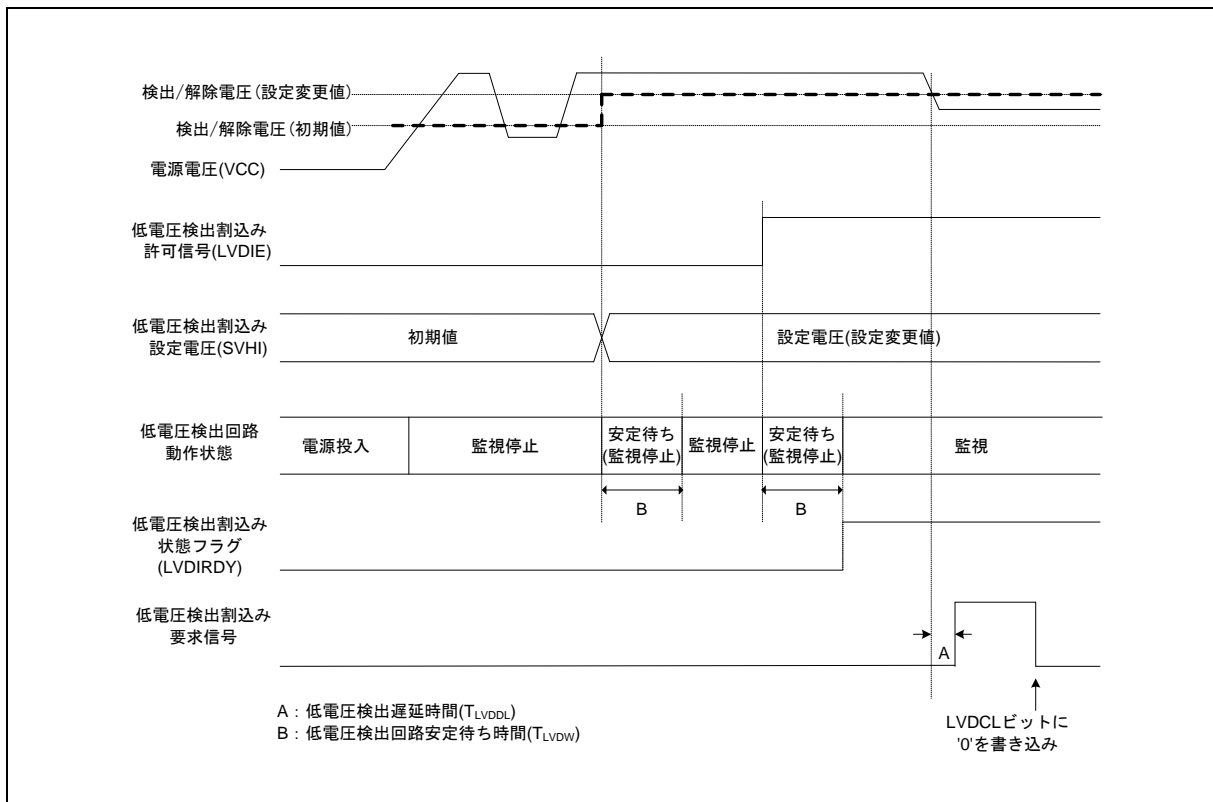 検出/解除電圧(設定変更値)
検出/解除電圧(初期値)
電源電圧(VCC)
低電圧検出割込み
許可信号(LVDIE)
低電圧検出割込み
設定電圧(SVHI)
初期値
設定電圧(設定変更値)
低電圧検出回路
動作状態
電源投入
監視停止
安定待ち
(監視停止)
監視停止
安定待ち
(監視停止)
監視
B
B
低電圧検出割込み
状態フラグ
(LVDIRDY)
低電圧検出割込み
要求信号
A
A：低電圧検出遅延時間(TLVDDL)
B：低電圧検出回路安定待ち時間(TLVDW)
LVDCLビットに
'0'を書き込み